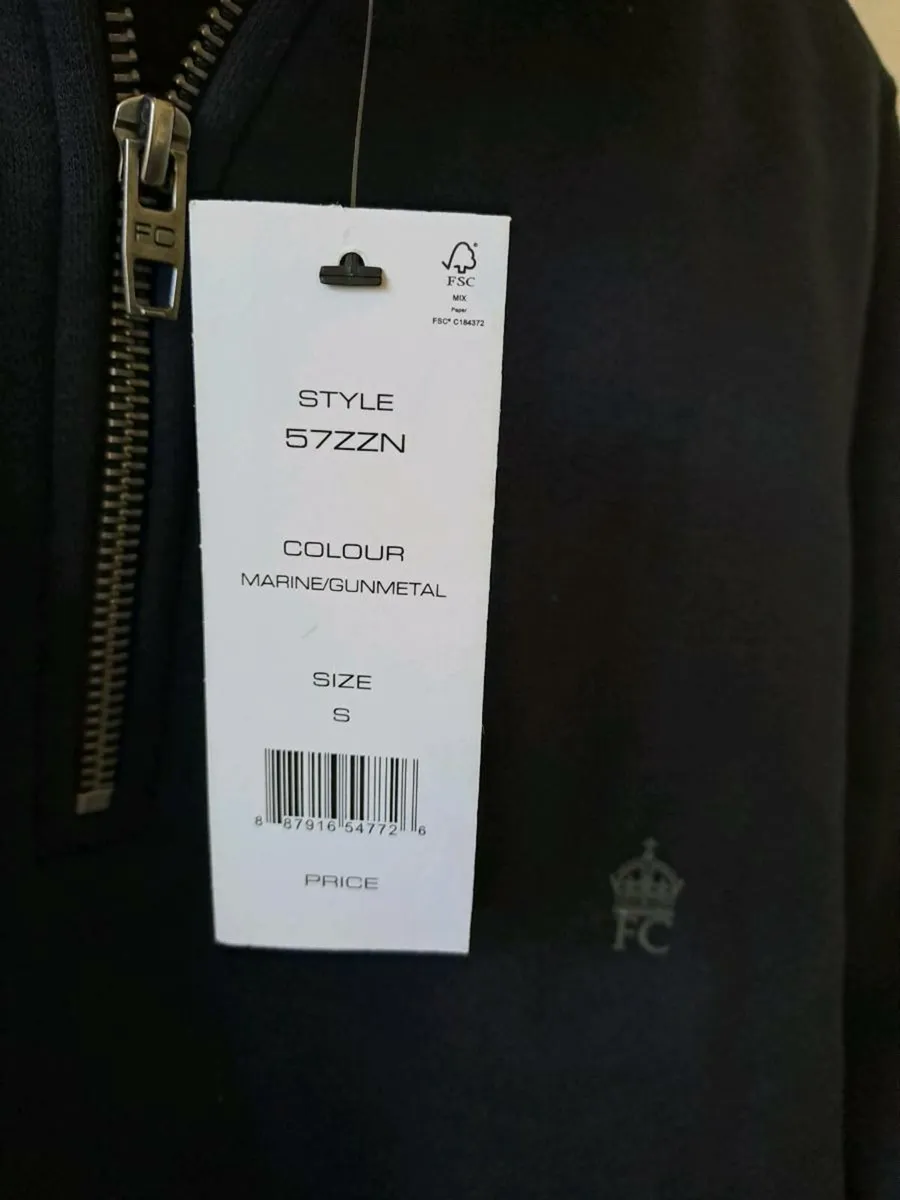 FC
FSC
MIX
Paper
FSC® C184372
STYLE
57ZZN
COLOUR
MARINE/GUNMETAL
SIZE
S
8 87916 54772 6
PRICE
FC